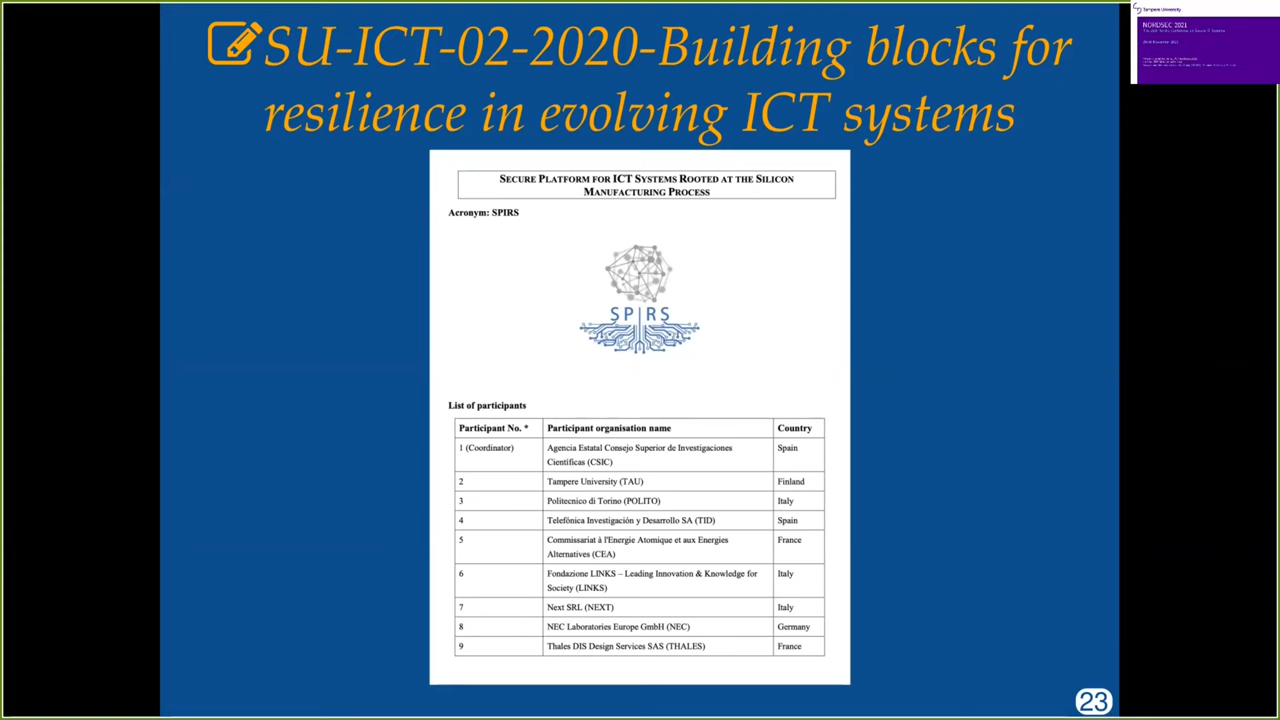 SU-ICT-02-2020-Building blocks for
resilience in evolving ICT systems
SECURE PLATFORM FOR ICT SYSTEMS ROOTED AT THE SILICON
MANUFACTURING PROCESS
Acronym: SPIRS
SPIRS
List of participants
Participant No. * Participant organisation name Country
1 (Coordinator) Agencia Estatal Consejo Superior de Investigaciones Spain
Científicas (CSIC)
2 Tampere University (TAU) Finland
3 Politecnico di Torino (POLITO) Italy
4 Telefónica Investigación y Desarrollo SA (TID) Spain
5 Commissariat à l'Energie Atomique et aux Energies France
Alternatives (CEA)
6 Fondazione LINKS – Leading Innovation & Knowledge for Italy
Society (LINKS)
7 Next SRL (NEXT) Italy
8 NEC Laboratories Europe GmbH (NEC) Germany
9 Thales DIS Design Services SAS (THALES) France
23
Tampere University
NORDSEC 2021